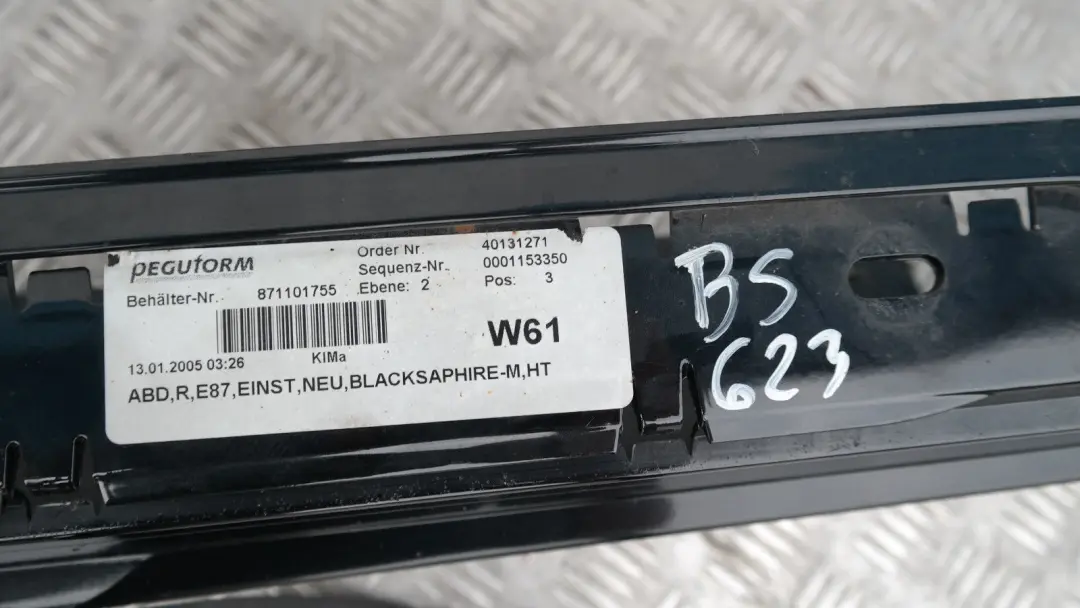 PEGUFORM
Order Nr. 40131271
Sequenz-Nr. 0001153350
Behälter-Nr. 871101755 Ebene: 2 Pos: 3
W61
13.01.2005 03:26 KIMa
ABD,R,E87,EINST,NEU,BLACKSAPHIRE-M,HT
BS
623